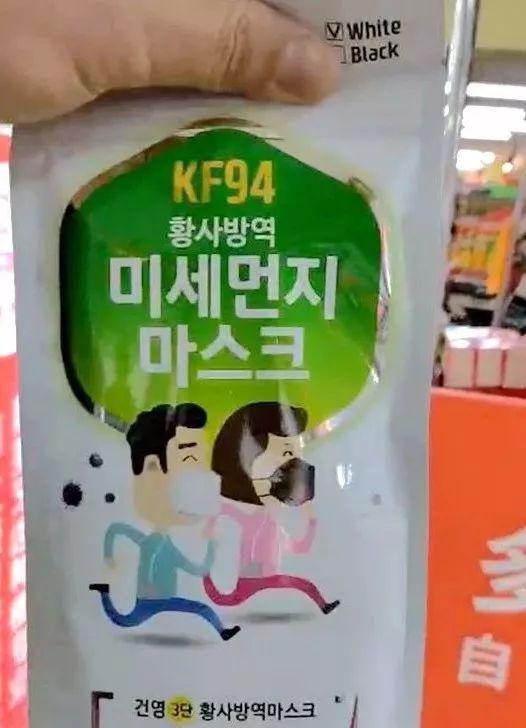 ☑ White
☐ Black
KF94
황사방역
미세먼지
마스크
건영 3단 황사방역마스크
自